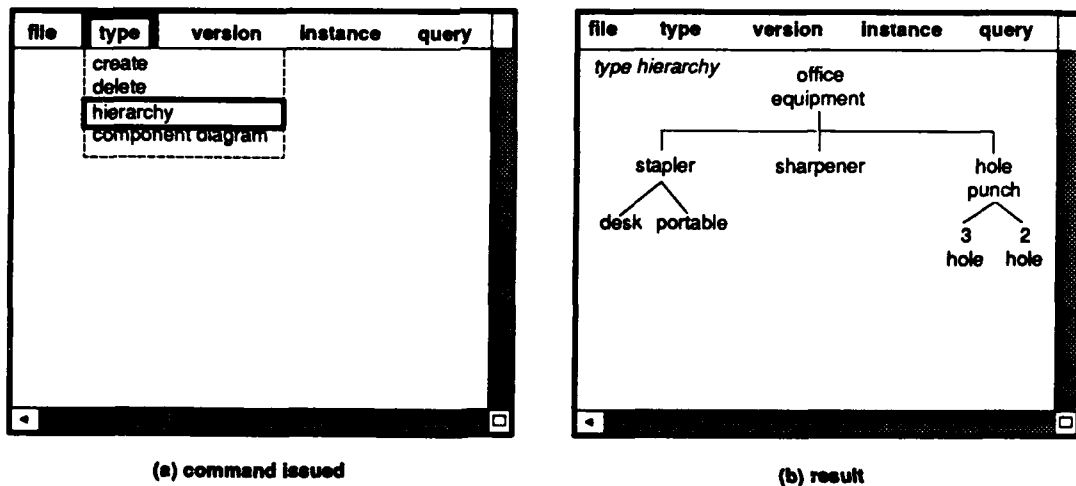 file type version instance query
create
delete
hierarchy
component diagram
(a) command issued
file type version instance query
type hierarchy
office
equipment
stapler sharpener hole
punch
desk portable 3 2
hole hole
(b) result